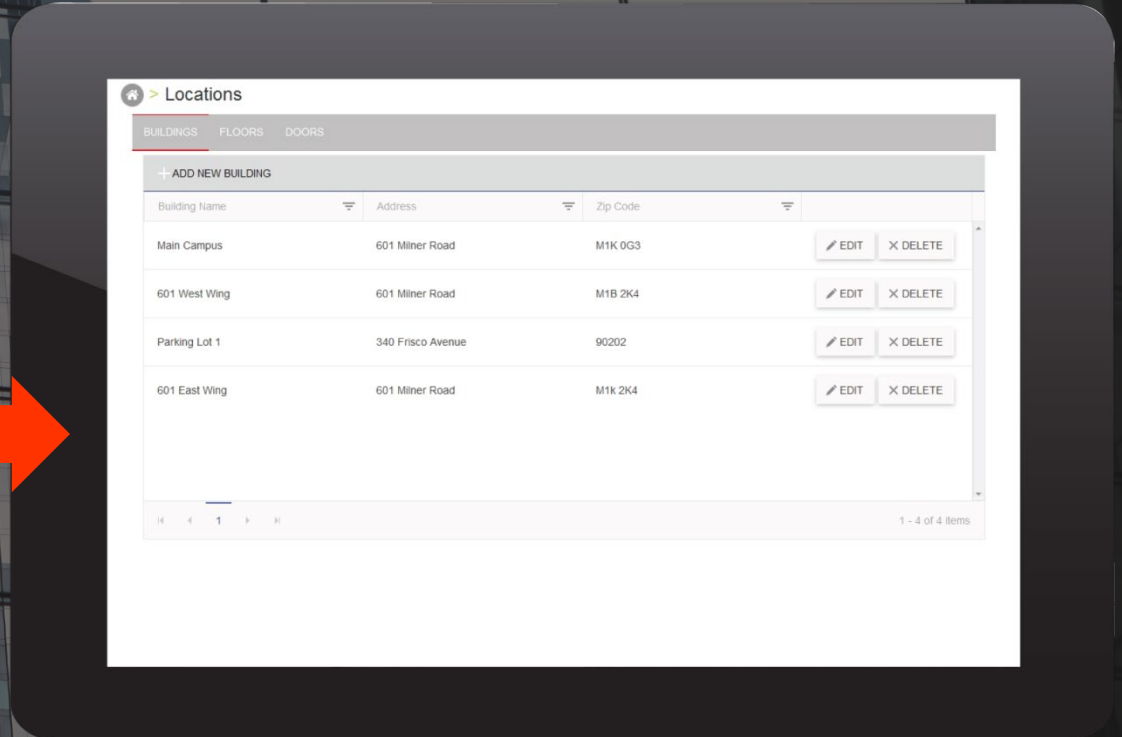 > Locations
BUILDINGS FLOORS DOORS
ADD NEW BUILDING
Building Name Address Zip Code
Main Campus 601 Milner Road M1K 0G3 EDIT DELETE
601 West Wing 601 Milner Road M1B 2K4 EDIT DELETE
Parking Lot 1 340 Frisco Avenue 90202 EDIT DELETE
601 East Wing 601 Milner Road M1k 2K4 EDIT DELETE
1 1 - 4 of 4 items